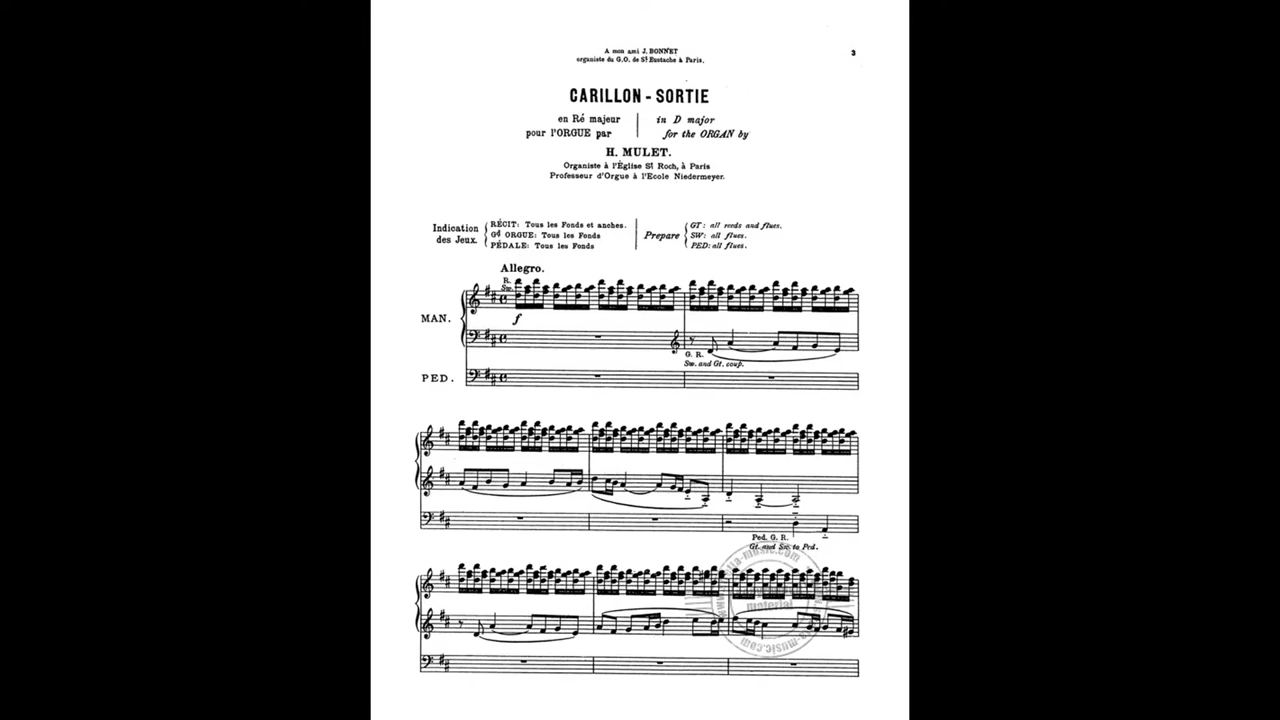 A mon ami J. BONNET
organiste du G.O. de St Eustache à Paris.
3
CARILLON - SORTIE
en Ré majeur
pour l'ORGUE par
in D major
for the ORGAN by
H. MULET.
Organiste à l'Église St Roch, à Paris
Professeur d'Orgue à l'Ecole Niedermeyer.
Indication
des Jeux.
RÉCIT: Tous les Fonds et anches.
Gd ORGUE: Tous les Fonds
PÉDALE: Tous les Fonds
Prepare
GT: all reeds and flues.
SW: all flues.
PED: all flues.
Allegro.
R.
Sw.
MAN.
f
G. R.
Sw. and Gt. coup.
PED.
Ped. G. R.
Gt. and Sw. to Ped.
material